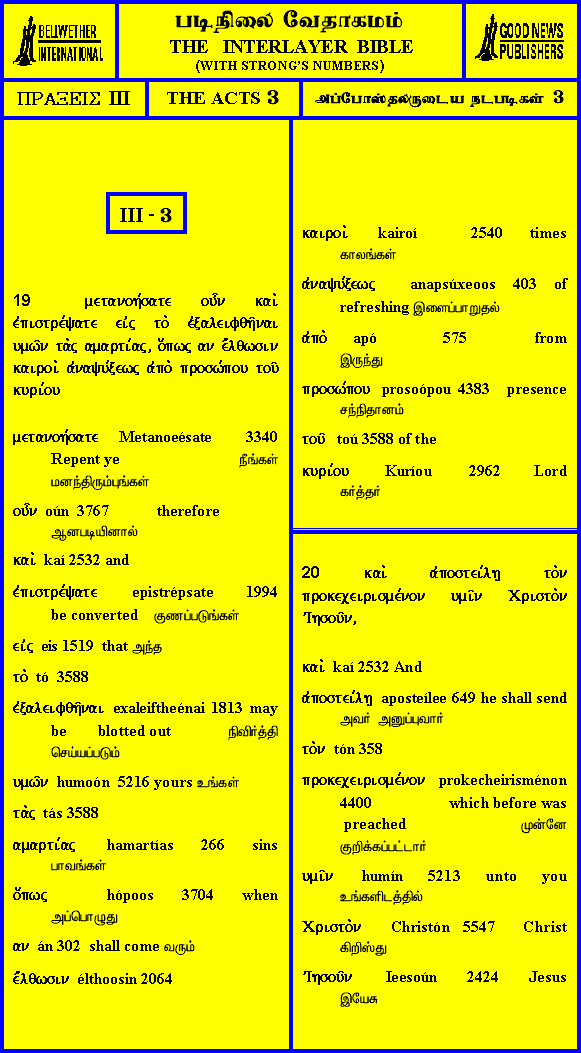 BELLWETHER
INTERNATIONAL
படிநிலை வேதாகமம்
THE INTERLAYER BIBLE
(WITH STRONG'S NUMBERS)
GOOD NEWS
PUBLISHERS
ΠΡΑΞΕΙΣ III
THE ACTS 3
அப்போஸ்தலருடைய நடபடிகள் 3
III - 3
19 μετανοήσατε οὖν καὶ
ἐπιστρέψατε εἰς τὸ ἐξαλειφθῆναι
υμῶν τὰς αμαρτίας, ὅπως αν ἔλθωσιν
καιροὶ ἀναψύξεως ἀπὸ προσώπου τοῦ
κυρίου
μετανοήσατε Metanoeésate 3340
Repent ye நீங்கள்
மனந்திரும்புங்கள்
οὖν oún 3767 therefore
ஆனபடியினால்
καὶ kaí 2532 and
ἐπιστρέψατε epistrépsate 1994
be converted குணப்படுங்கள்
εἰς eis 1519 that அந்த
τὸ tó 3588
ἐξαλειφθῆναι exaleiftheénai 1813 may
be blotted out நிவிர்த்தி
செய்யப்படும்
υμῶν humoón 5216 yours உங்கள்
τὰς tás 3588
αμαρτίας hamartías 266 sins
பாவங்கள்
ὅπως hópoos 3704 when
அப்பொழுது
αν án 302 shall come வரும்
ἔλθωσιν élthoosin 2064
καιροὶ kairoí 2540 times
காலங்கள்
ἀναψύξεως anapsúxeoos 403 of
refreshing இளைப்பாறுதல்
ἀπὸ apó 575 from
இருந்து
προσώπου prosoópou 4383 presence
சந்நிதானம்
τοῦ toú 3588 of the
κυρίου Kuríou 2962 Lord
கர்த்தர்
20 καὶ ἀποστείλῃ τὸν
προκεχειρισμένον υμῖν Χριστὸν
Ἰησοῦν,
καὶ kaí 2532 And
ἀποστείλῃ aposteílee 649 he shall send
அவர் அனுப்புவார்
τὸν tón 358
προκεχειρισμένον prokecheirisménon
4400 which before was
preached முன்னே
குறிக்கப்பட்டார்
υμῖν humín 5213 unto you
உங்களிடத்தில்
Χριστὸν Christón 5547 Christ
கிறிஸ்து
Ἰησοῦν Ieesoún 2424 Jesus
இயேசு